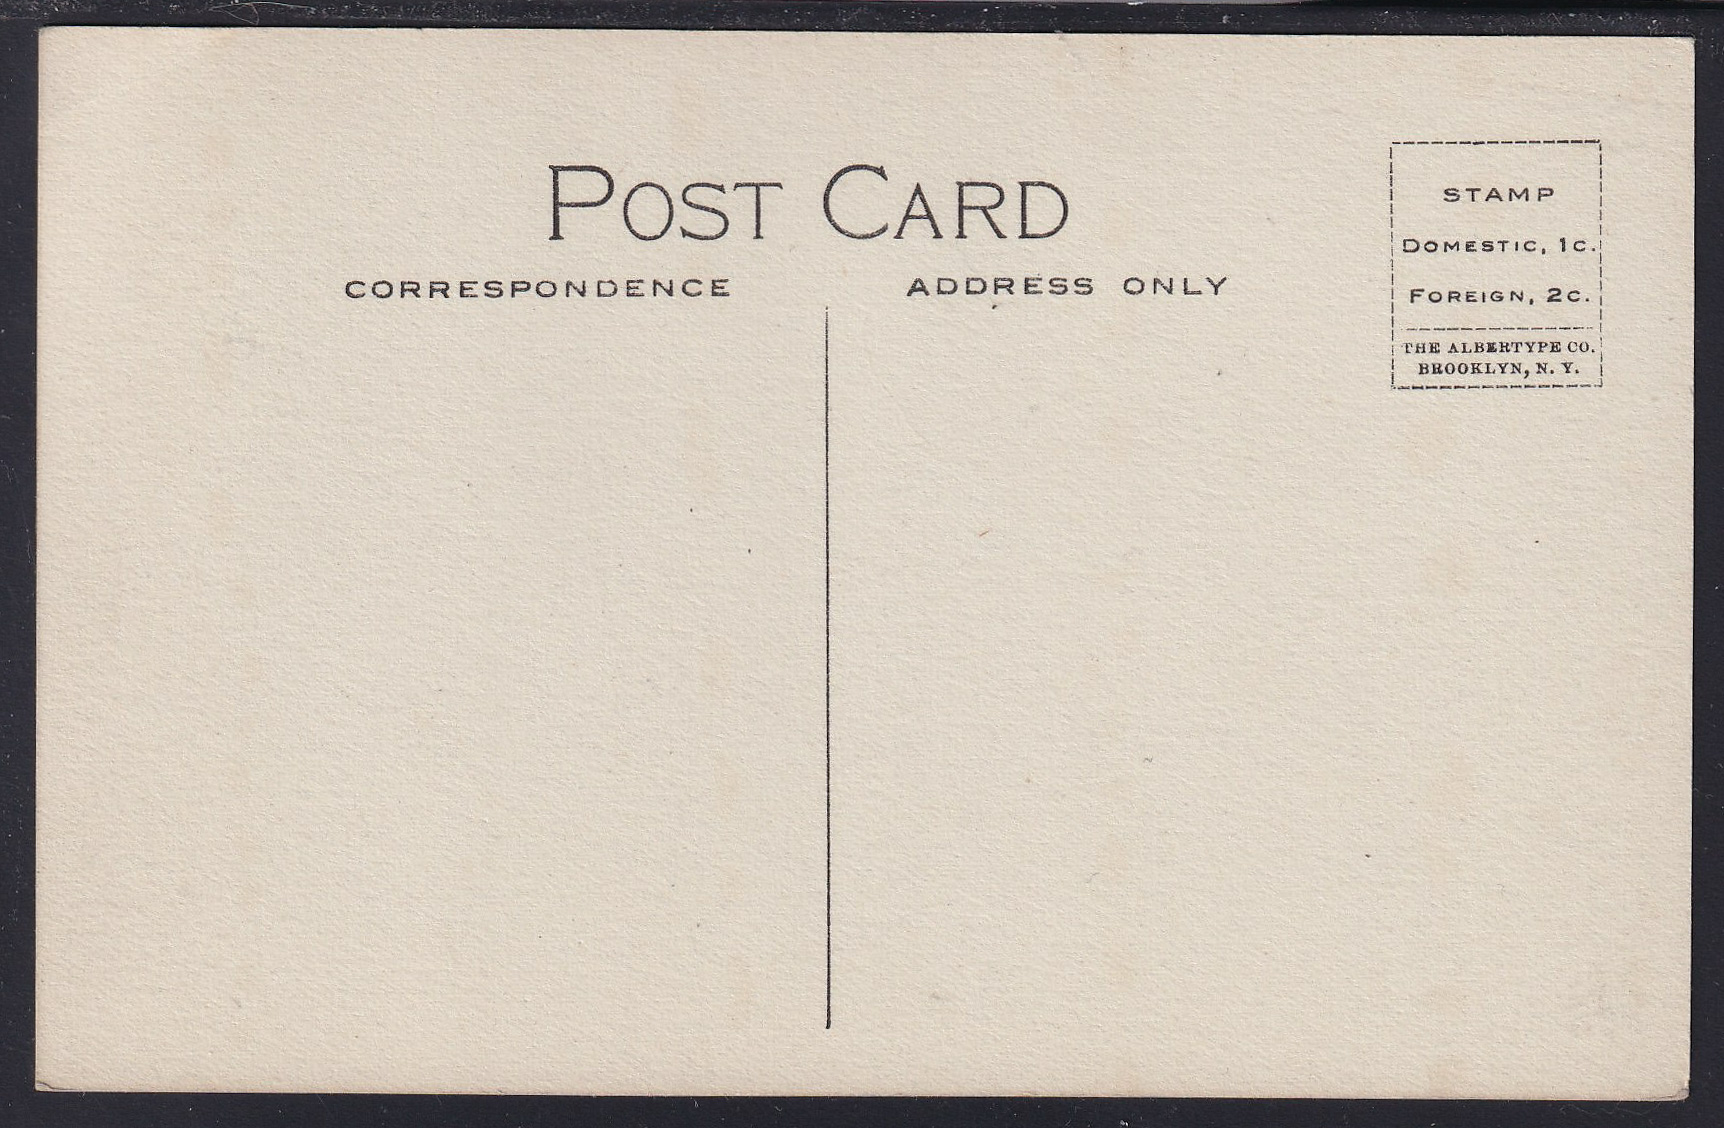 POST CARD
CORRESPONDENCE
ADDRESS ONLY
STAMP
DOMESTIC, 1C.
FOREIGN, 2C.
THE ALBERTYPE CO.
BROOKLYN, N. Y.